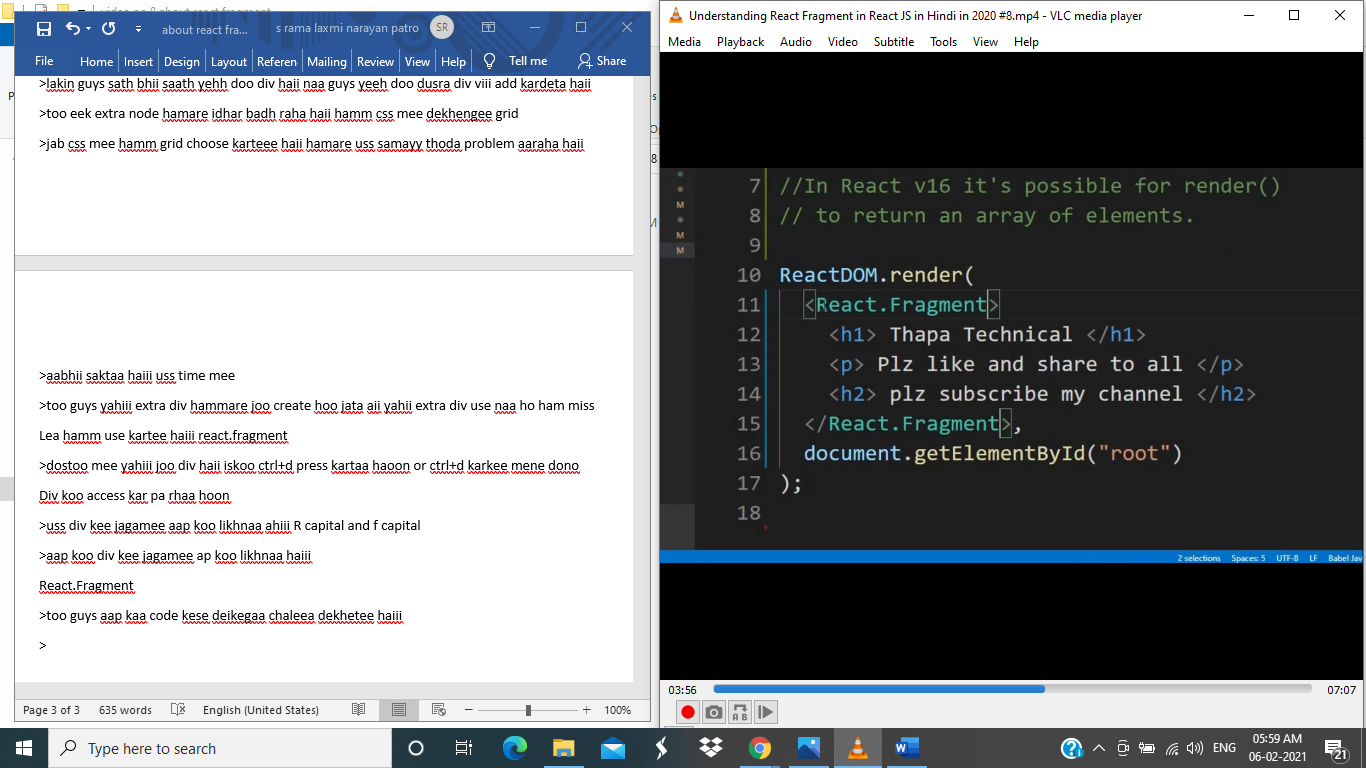 video no 8 about react fragment
about react fra...
s rama laxmi narayan patro
SR
File Home Insert Design Layout Referen Mailing Review View Help Tell me Share
>lakin guys sath bhii saath yehh doo div haii naa guys yeeh doo dusra div viii add kardeta haii
>too eek extra node hamare idhar badh raha haii hamm css mee dekhengee grid
>jab css mee hamm grid choose karteee haii hamare uss samayy thoda problem aaraha haii
>aabhii saktaa haiii uss time mee
>too guys yahiii extra div hammare joo create hoo jata aii yahii extra div use naa ho ham miss
Lea hamm use kartee haiii react.fragment
>dostoo mee yahiii joo div haii iskoo ctrl+d press kartaa haoon or ctrl+d karkee mene dono
Div koo access kar pa rhaa hoon
>uss div kee jagamee aap koo likhnaa ahiii R capital and f capital
>aap koo div kee jagamee ap koo likhnaa haiii
React.Fragment
>too guys aap kaa code kese deikegaa chaleea dekhetee haiii
>
Page 3 of 3 635 words English (United States) 100%
Understanding React Fragment in React JS in Hindi in 2020 #8.mp4 - VLC media player
Media Playback Audio Video Subtitle Tools View Help
M
M
M
7 //In React v16 it's possible for render()
8 // to return an array of elements.
9
10 ReactDOM.render(
11 <React.Fragment>
12 <h1> Thapa Technical </h1>
13 <p> Plz like and share to all </p>
14 <h2> plz subscribe my channel </h2>
15 </React.Fragment>,
16 document.getElementById("root")
17 );
18
2 selections Spaces: 5 UTF-8 LF Babel Jav
03:56 07:07
A B
Type here to search
ENG
05:59 AM
06-02-2021
21